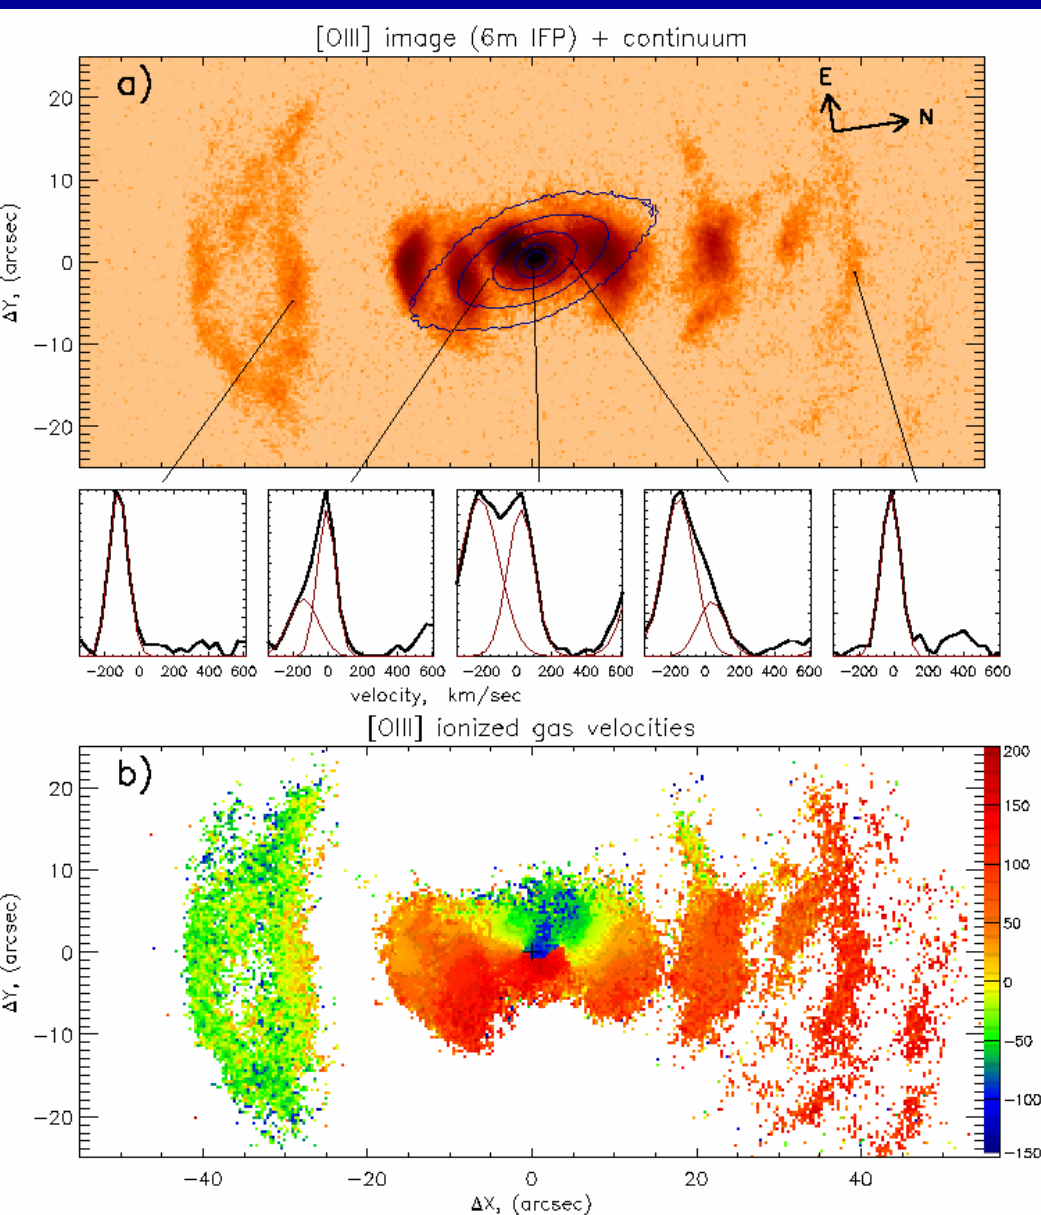 [OIII] image (6m IFP) + continuum
a)
E
N
20
10
0
−10
−20
ΔY, (arcsec)
−200 0 200 400 600
−200 0 200 400 600
−200 0 200 400 600
−200 0 200 400 600
−200 0 200 400 600
velocity, km/sec
[OIII] ionized gas velocities
b)
20
10
0
−10
−20
ΔY, (arcsec)
200
150
100
50
0
−50
−100
−150
−40 −20 0 20 40
ΔX, (arcsec)